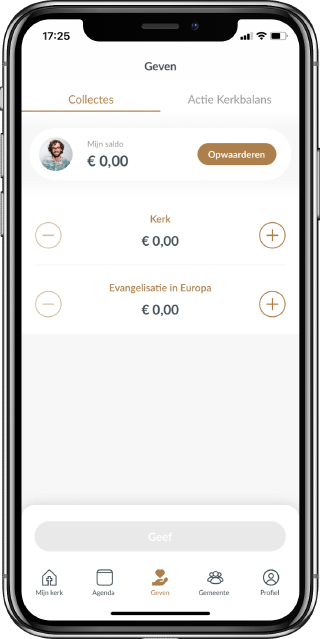 17:25
Geven
Collectes
Actie Kerkbalans
Mijn saldo
€ 0,00
Opwaarderen
Kerk
€ 0,00
Evangelisatie in Europa
€ 0,00
Geef
Mijn kerk
Agenda
Geven
Gemeente
Profiel